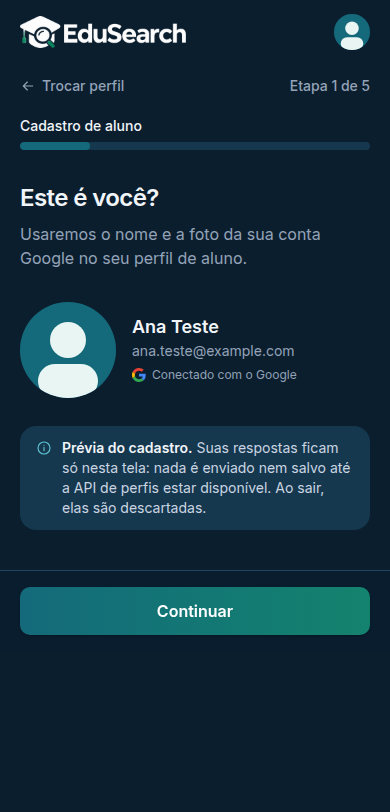 EduSearch
Trocar perfil
Etapa 1 de 5
Cadastro de aluno
Este é você?
Usaremos o nome e a foto da sua conta
Google no seu perfil de aluno.
Ana Teste
ana.teste@example.com
Conectado com o Google
Prévia do cadastro. Suas respostas ficam
só nesta tela: nada é enviado nem salvo até
a API de perfis estar disponível. Ao sair,
elas são descartadas.
Continuar